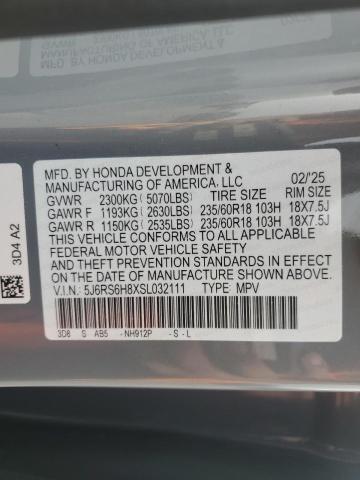 MFD. BY HONDA DEVELOPMENT &
MANUFACTURING OF AMERICA, LLC 02/'25
GVWR 2300KG (5070LBS) TIRE SIZE RIM SIZE
GAWR F 1193KG (2630LBS) 235/60R18 103H 18X7.5J
GAWR R 1150KG (2535LBS) 235/60R18 103H 18X7.5J
THIS VEHICLE CONFORMS TO ALL APPLICABLE
FEDERAL MOTOR VEHICLE SAFETY
AND THEFT PREVENTION STANDARDS IN EFFECT
ON THE DATE OF MANUFACTURE SHOWN ABOVE.
V.I.N.: 5J6RS6H8XSL032111 TYPE: MPV
3D8 S AB5 -NH912P -S-L
3D4 A2